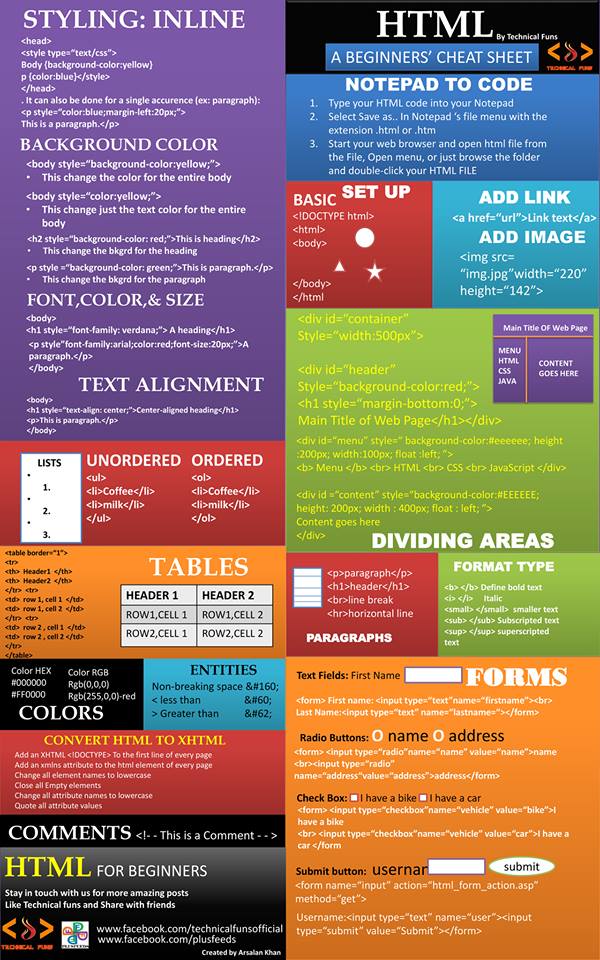 STYLING: INLINE
<head>
<style type="text/css">
Body {background-color:yellow}
p {color:blue}</style>
</head>
. It can also be done for a single accurence (ex: paragraph):
<p style="color:blue;margin-left:20px;">
This is a paragraph.</p>
BACKGROUND COLOR
<body style="background-color:yellow;">
• This change the color for the entire body
<body style="color:yellow;">
• This change just the text color for the entire
body
<h2 style="background-color: red;">This is heading</h2>
• This change the bkgrd for the heading
<p style ="background-color: green;">This is paragraph.</p>
• This change the bkgrd for the paragraph
FONT,COLOR,& SIZE
<body>
<h1 style="font-family: verdana;"> A heading</h1>
<p style"font-family:arial;color:red;font-size:20px;">A
paragraph.</p>
</body>
TEXT ALIGNMENT
<body>
<h1 style="text-align: center;">Center-aligned heading</h1>
<p>This is paragraph.</p>
</body>
LISTS
•
1.
•
2.
•
3.
UNORDERED
<ul>
<li>Coffee</li>
<li>milk</li>
</ul>
ORDERED
<ol>
<li>Coffee</li>
<li>milk</li>
</ol>
<table border="1">
<tr>
<th> Header1 </th>
<th> Header2 </th>
</tr> <tr>
<td> row 1, cell 1 </td>
<td> row 1, cell 2 </td>
</tr> <tr>
<td> row 2 , cell 1 </td>
<td> row 2 , cell 2 </td>
</tr>
</table>
TABLES
HEADER 1 HEADER 2
ROW1,CELL 1 ROW1,CELL 2
ROW2,CELL 1 ROW2,CELL 2
Color HEX
#000000
#FF0000
Color RGB
Rgb(0,0,0)
Rgb(255,0,0)-red
COLORS
ENTITIES
Non-breaking space &#160;
< less than &#60;
> Greater than &#62;
CONVERT HTML TO XHTML
Add an XHTML <!DOCTYPE> To the first line of every page
Add an xmlns attribute to the html element of every page
Change all element names to lowercase
Close all Empty elements
Change all attribute names to lowercase
Quote all attribute values
COMMENTS <!- - This is a Comment - - >
HTML FOR BEGINNERS
Stay in touch with us for more amazing posts
Like Technical funs and Share with friends
TECHNICAL FUNS
PLUSFEEDS
www.facebook.com/technicalfunsofficial
www.facebook.com/plusfeeds
Created by Arsalan Khan
HTML By Technical Funs
A BEGINNERS' CHEAT SHEET
TECHNICAL FUNS
NOTEPAD TO CODE
1. Type your HTML code into your Notepad
2. Select Save as.. In Notepad 's file menu with the
extension .html or .htm
3. Start your web browser and open html file from
the File, Open menu, or just browse the folder
and double-click your HTML FILE
BASIC SET UP
<!DOCTYPE html>
<html>
<body>
</body>
</html
ADD LINK
<a href="url">Link text</a>
ADD IMAGE
<img src=
"img.jpg"width="220"
height="142">
<div id="container"
Style="width:500px">
<div id="header"
Style="background-color:red;">
<h1 style="margin-bottom:0;">
Main Title of Web Page</h1></div>
Main Title OF Web Page
MENU
HTML
CSS
JAVA
CONTENT
GOES HERE
<div id="menu" style=" background-color:#eeeeee; height
:200px; width:100px; float :left; ">
<b> Menu </b> <br> HTML <br> CSS <br> JavaScript </div>
<div id ="content" style="background-color:#EEEEEE;
height: 200px; width : 400px; float : left; ">
Content goes here
</div>
DIVIDING AREAS
<p>paragraph</p>
<h1>header</h1>
<br>line break
<hr>horizontal line
PARAGRAPHS
FORMAT TYPE
<b> </b> Define bold text
<i> </i> Italic
<small> </small> smaller text
<sub> </sub> Subscripted text
<sup> </sup> superscripted
text
Text Fields: First Name
FORMS
<form> First name: <input type="text"name="firstname"><br>
Last Name:<input type="text" name="lastname="></form>
Radio Buttons: O name O address
<form> <input type="radio"name="name" value="name">name
<br><input type="radio"
name="address"value="address">address</form>
Check Box: I have a bike I have a car
<form> <input type="checkbox"name="vehicle" value="bike">I
have a bike
<br> <input type="checkbox"name="vehicle" value="car">I have a
car </form
Submit button: usernar submit
<form name="input" action="html_form_action.asp"
method="get">
Username:<input type="text" name="user"><input
type="submit" value="Submit"></form>